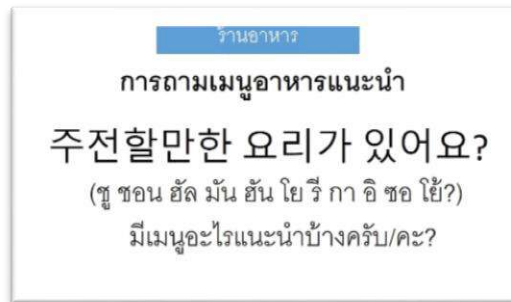 ร้านอาหาร
การถามเมนูอาหารแนะนำ
주전할만한 요리가 있어요?
(ชู ชอน ฮัล มัน ฮัน โย รี กา อิ ซอ โย้?)
มีเมนูอะไรแนะนำบ้างครับ/คะ?